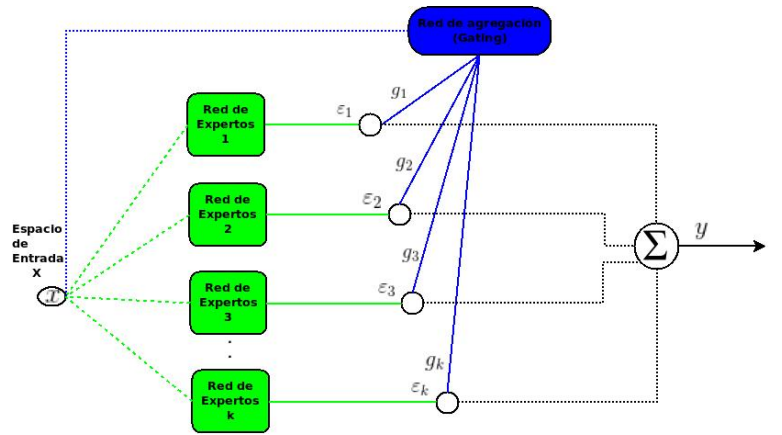 Red de agregacion
(Gating)
g1
ε1
Red de
Expertos
1
g2
Red de
Expertos
2
ε2
Espacio
de
Entrada
X
g3
Σ
y
x
Red de
Expertos
3
ε3
.
.
gk
Red de
Expertos
k
εk